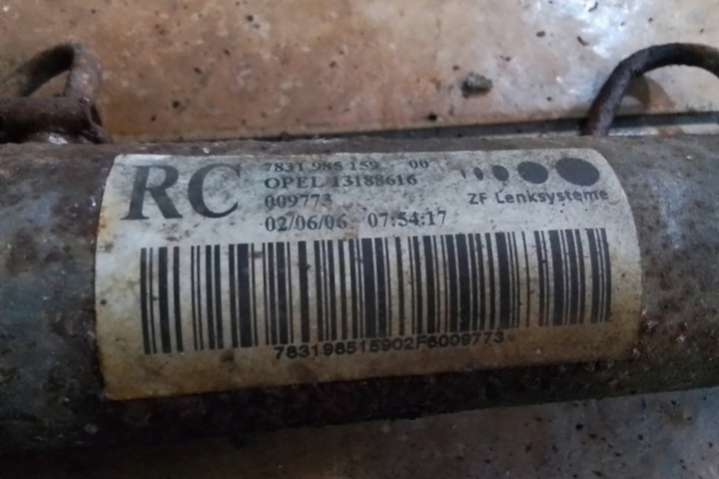 RC
7831 985 159 00
OPEL 13188616
009773
02/06/06 07:54:17
ZF Lenksysteme
783198515902F6009773